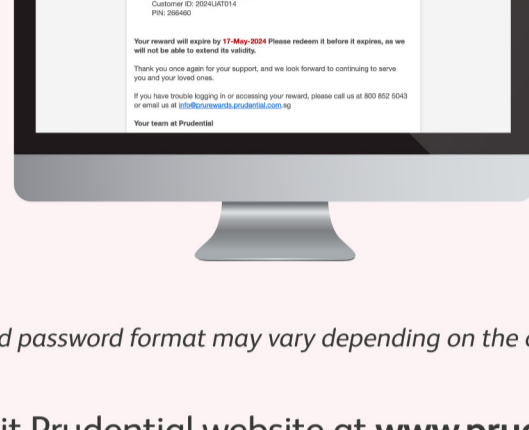 Customer ID: 2024UAT014
PIN: 266460
Your reward will expire by 17-May-2024 Please redeem it before it expires, as we
will not be able to extend its validity.
Thank you once again for your support, and we look forward to continuing to serve
you and your loved ones.
If you have trouble logging in or accessing your reward, please call us at 800 852 5043
or email us at info@prurewards.prudential.com.sg
Your team at Prudential
d password format may vary depending on the
it Prudential website at www.pru